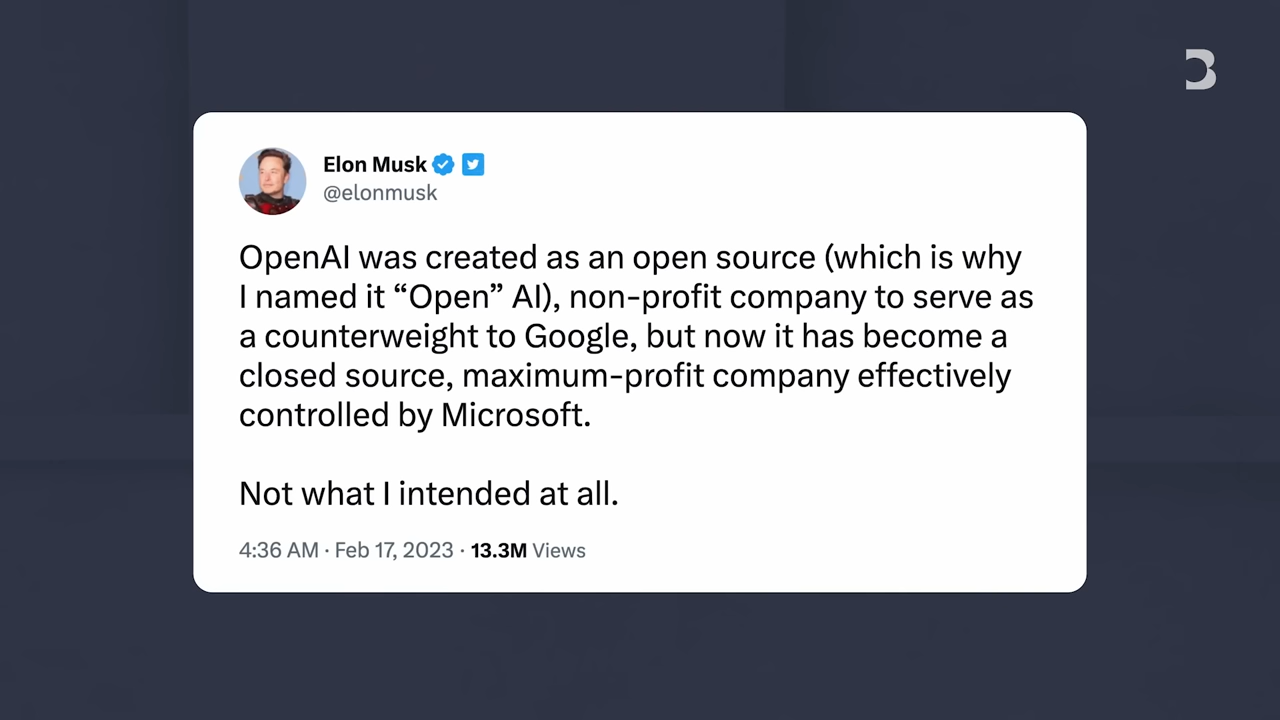 Elon Musk
@elonmusk
OpenAI was created as an open source (which is why
I named it “Open” AI), non-profit company to serve as
a counterweight to Google, but now it has become a
closed source, maximum-profit company effectively
controlled by Microsoft.
Not what I intended at all.
4:36 AM · Feb 17, 2023 · 13.3M Views